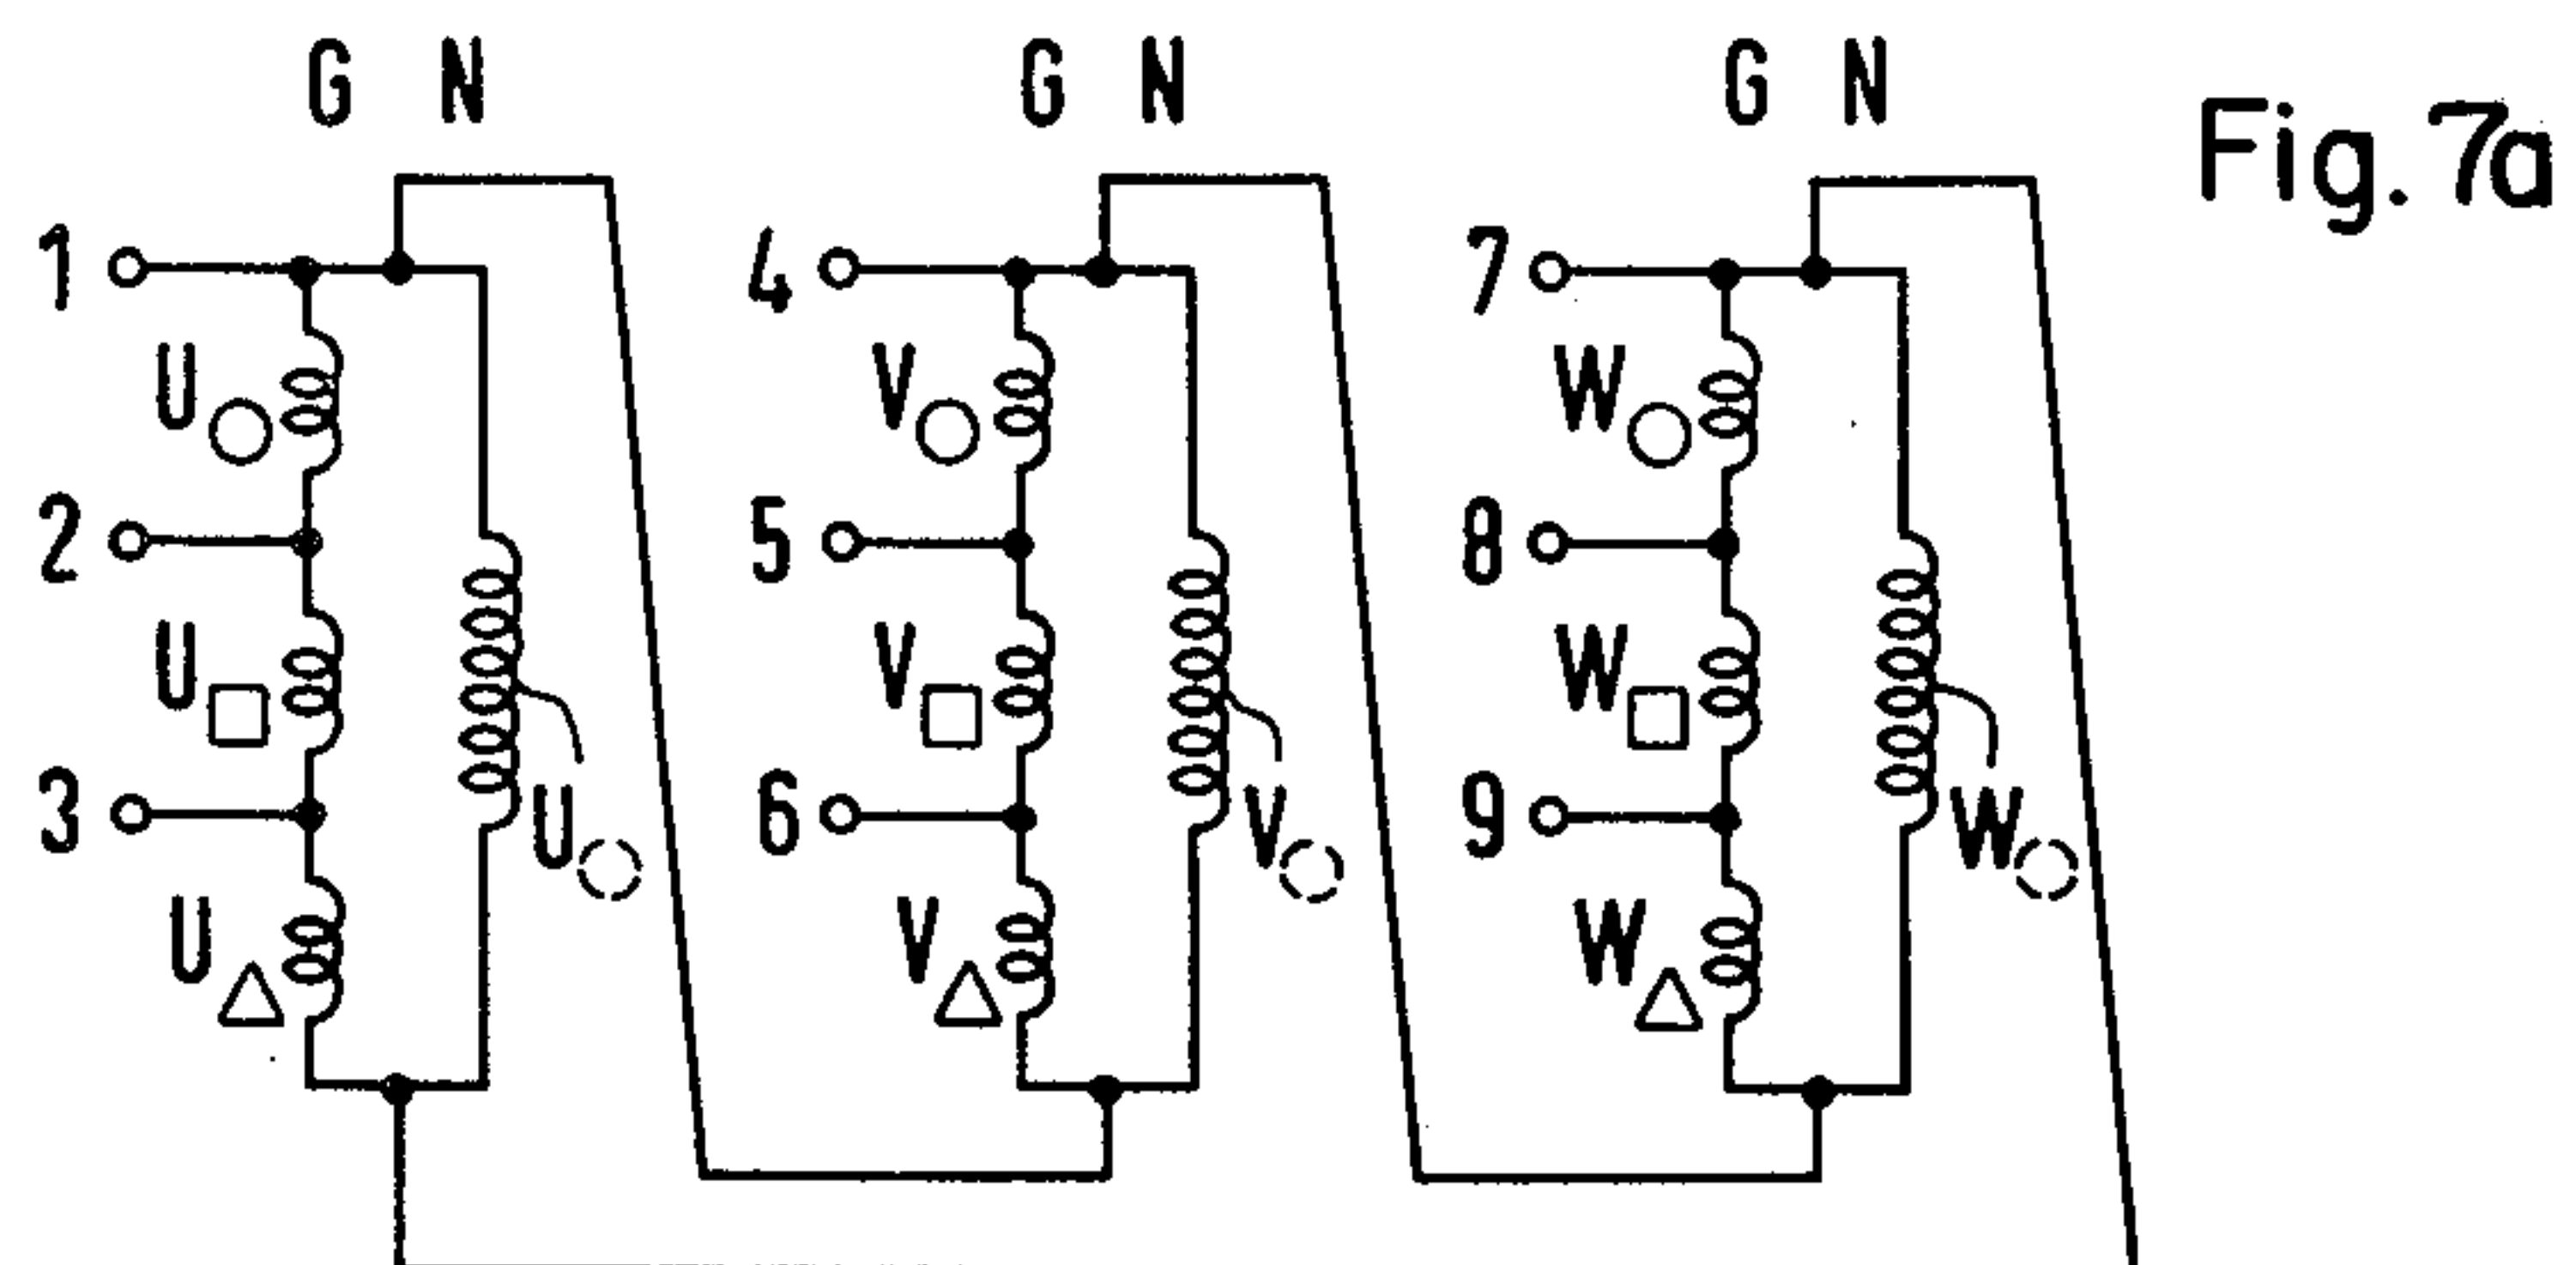 G N G N G N
Fig. 7a
1 4 7
U○ V○ W○
2 5 8
U□ V□ W□
3 6 9
U◌ V◌ W◌
U△ V△ W△